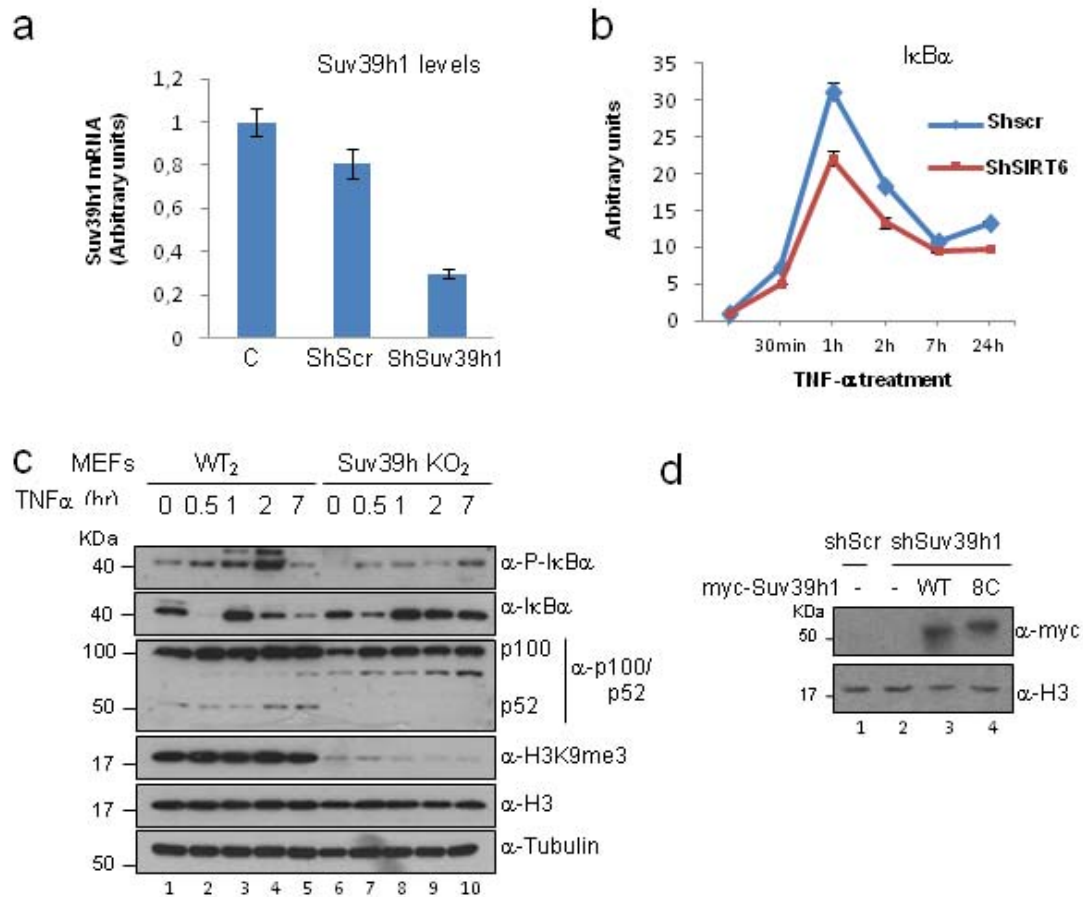 a
Suv39h1 levels
Suv39h1 mRNA
(Arbitrary units)
1,2
1
0,8
0,6
0,4
0,2
0
C ShScr ShSuv39h1
b
IκBα
Arbitrary units
35
30
25
20
15
10
5
0
Shscr
ShSIRT6
30min 1h 2h 7h 24h
TNF-α treatment
c
MEFs WT2 Suv39h KO2
TNFα (hr) 0 0.5 1 2 7 0 0.5 1 2 7
KDa
40 α-P-IκBα
40 α-IκBα
100 p100 α-p100/
p52
50 p52
17 α-H3K9me3
17 α-H3
50 α-Tubulin
1 2 3 4 5 6 7 8 9 10
d
shScr shSuv39h1
myc-Suv39h1 - - WT 8C
KDa
50 α-myc
17 α-H3
1 2 3 4